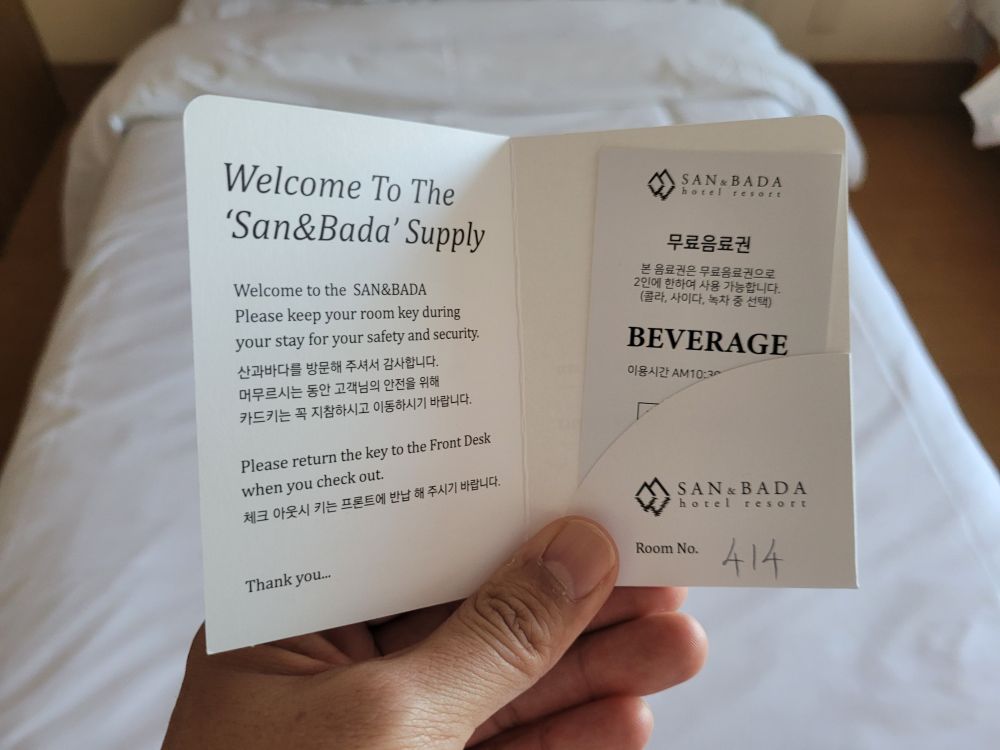 Welcome To The
‘San&Bada’ Supply
Welcome to the SAN&BADA
Please keep your room key during
your stay for your safety and security.
산과바다를 방문해 주셔서 감사합니다.
머무르시는 동안 고객님의 안전을 위해
카드키는 꼭 지참하시고 이동하시기 바랍니다.
Please return the key to the Front Desk
when you check out.
체크 아웃시 키는 프론트에 반납 해 주시기 바랍니다.
Thank you...
SAN & BADA
hotel resort
무료음료권
본 음료권은 무료음료권으로
2인에 한하여 사용 가능합니다.
(콜라, 사이다, 녹차 중 선택)
BEVERAGE
이용시간 AM10:30
SAN & BADA
hotel resort
Room No. 414